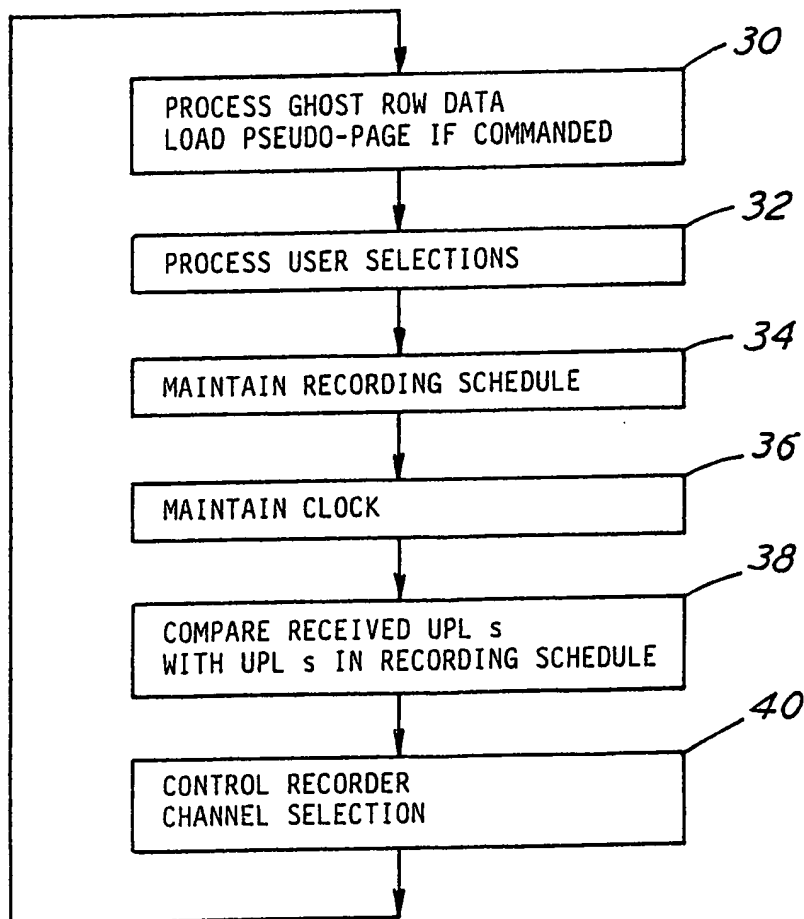 30
PROCESS GHOST ROW DATA
LOAD PSEUDO-PAGE IF COMMANDED
32
PROCESS USER SELECTIONS
34
MAINTAIN RECORDING SCHEDULE
36
MAINTAIN CLOCK
38
COMPARE RECEIVED UPL s
WITH UPL s IN RECORDING SCHEDULE
40
CONTROL RECORDER
CHANNEL SELECTION